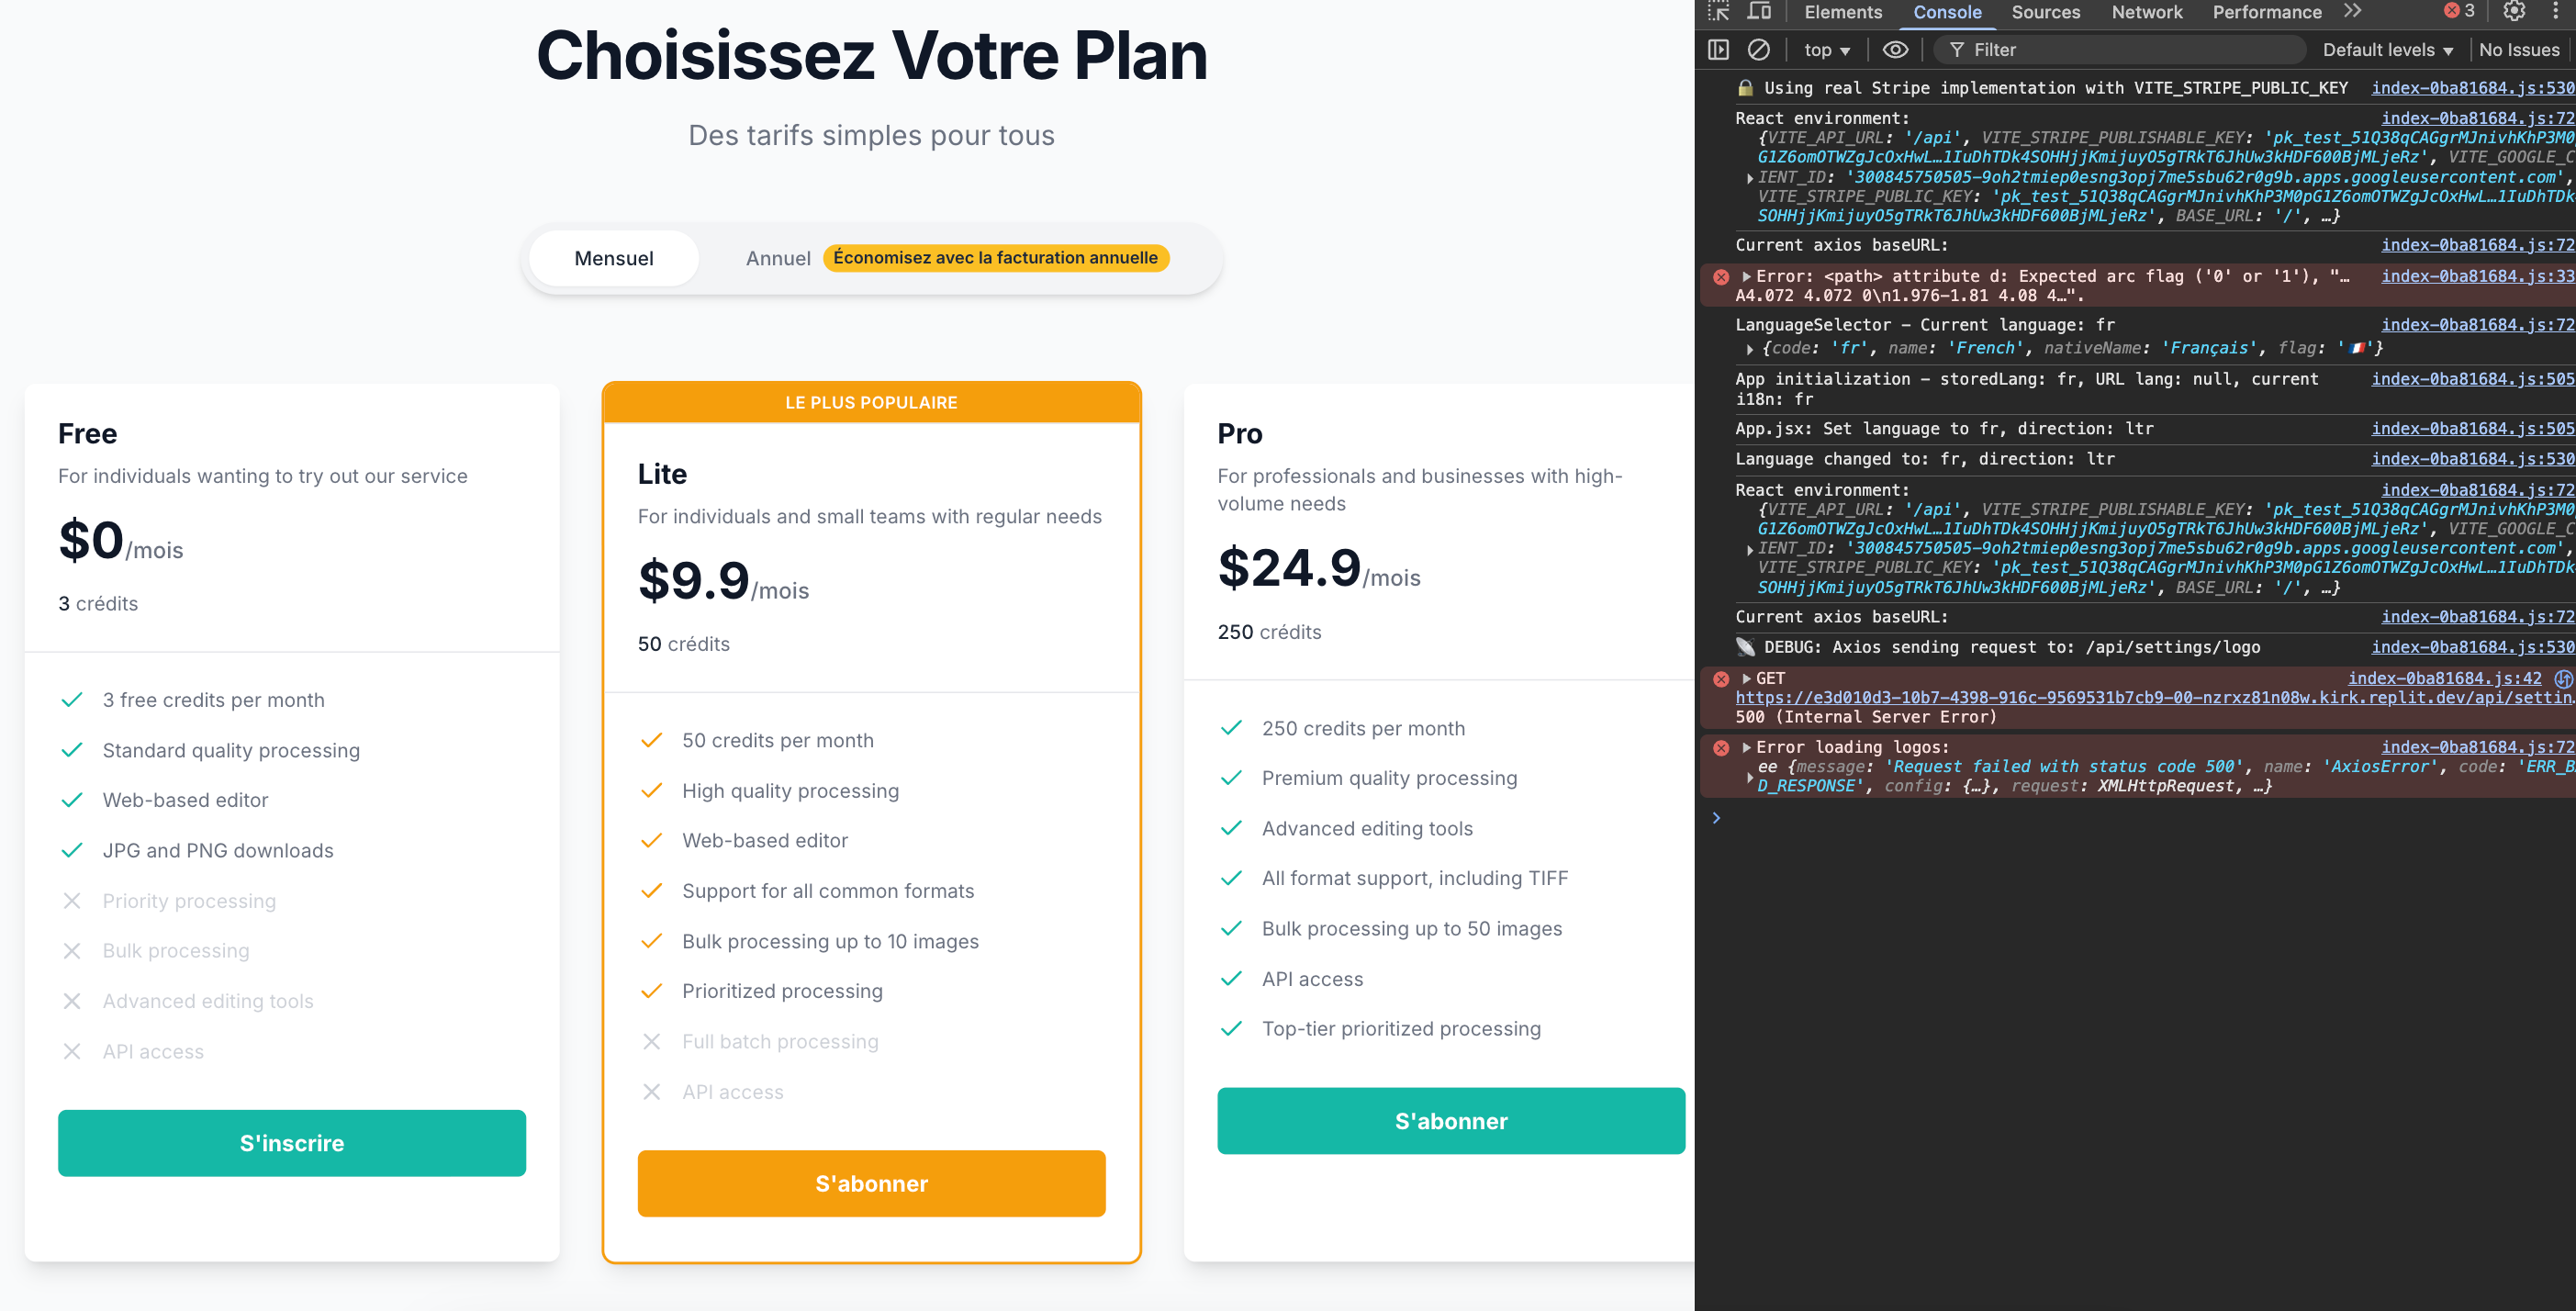 Choisissez Votre Plan
Des tarifs simples pour tous
Mensuel
Annuel
Économisez avec la facturation annuelle
Free
For individuals wanting to try out our service
$0/mois
3 crédits
3 free credits per month
Standard quality processing
Web-based editor
JPG and PNG downloads
Priority processing
Bulk processing
Advanced editing tools
API access
S'inscrire
LE PLUS POPULAIRE
Lite
For individuals and small teams with regular needs
$9.9/mois
50 crédits
50 credits per month
High quality processing
Web-based editor
Support for all common formats
Bulk processing up to 10 images
Prioritized processing
Full batch processing
API access
S'abonner
Pro
For professionals and businesses with high-
volume needs
$24.9/mois
250 crédits
250 credits per month
Premium quality processing
Advanced editing tools
All format support, including TIFF
Bulk processing up to 50 images
API access
Top-tier prioritized processing
S'abonner
Elements Console Sources Network Performance 3
top Filter Default levels No Issues
🔒 Using real Stripe implementation with VITE_STRIPE_PUBLIC_KEY index-0ba81684.js:530
React environment: index-0ba81684.js:72
{VITE_API_URL: '/api', VITE_STRIPE_PUBLISHABLE_KEY: 'pk_test_51Q38qCAGgrMJnivhKhP3M0
G1Z6omOTWZgJcOxHwL…1IuDhTDk4SOHHjjKmijuyO5gTRkT6JhUw3kHDF600BjMLjeRz', VITE_GOOGLE_C
IENT_ID: '300845750505-9oh2tmiep0esng3opj7me5sbu62r0g9b.apps.googleusercontent.com',
VITE_STRIPE_PUBLIC_KEY: 'pk_test_51Q38qCAGgrMJnivhKhP3M0pG1Z6omOTWZgJcOxHwL…1IuDhTDk
SOHHjjKmijuyO5gTRkT6JhUw3kHDF600BjMLjeRz', BASE_URL: '/', …}
Current axios baseURL: index-0ba81684.js:72
Error: <path> attribute d: Expected arc flag ('0' or '1'), "… index-0ba81684.js:33
A4.072 4.072 0\n1.976-1.81 4.08 4…".
LanguageSelector – Current language: fr index-0ba81684.js:72
{code: 'fr', name: 'French', nativeName: 'Français', flag: '🇫🇷'}
App initialization – storedLang: fr, URL lang: null, current index-0ba81684.js:505
i18n: fr
App.jsx: Set language to fr, direction: ltr index-0ba81684.js:505
Language changed to: fr, direction: ltr index-0ba81684.js:530
React environment: index-0ba81684.js:72
{VITE_API_URL: '/api', VITE_STRIPE_PUBLISHABLE_KEY: 'pk_test_51Q38qCAGgrMJnivhKhP3M0
G1Z6omOTWZgJcOxHwL…1IuDhTDk4SOHHjjKmijuyO5gTRkT6JhUw3kHDF600BjMLjeRz', VITE_GOOGLE_C
IENT_ID: '300845750505-9oh2tmiep0esng3opj7me5sbu62r0g9b.apps.googleusercontent.com',
VITE_STRIPE_PUBLIC_KEY: 'pk_test_51Q38qCAGgrMJnivhKhP3M0pG1Z6omOTWZgJcOxHwL…1IuDhTDk
SOHHjjKmijuyO5gTRkT6JhUw3kHDF600BjMLjeRz', BASE_URL: '/', …}
Current axios baseURL: index-0ba81684.js:72
📡 DEBUG: Axios sending request to: /api/settings/logo index-0ba81684.js:530
GET index-0ba81684.js:42
https://e3d010d3-10b7-4398-916c-9569531b7cb9-00-nzrxz81n08w.kirk.replit.dev/api/settin…
500 (Internal Server Error)
Error loading logos: index-0ba81684.js:72
ee {message: 'Request failed with status code 500', name: 'AxiosError', code: 'ERR_B
D_RESPONSE', config: {…}, request: XMLHttpRequest, …}